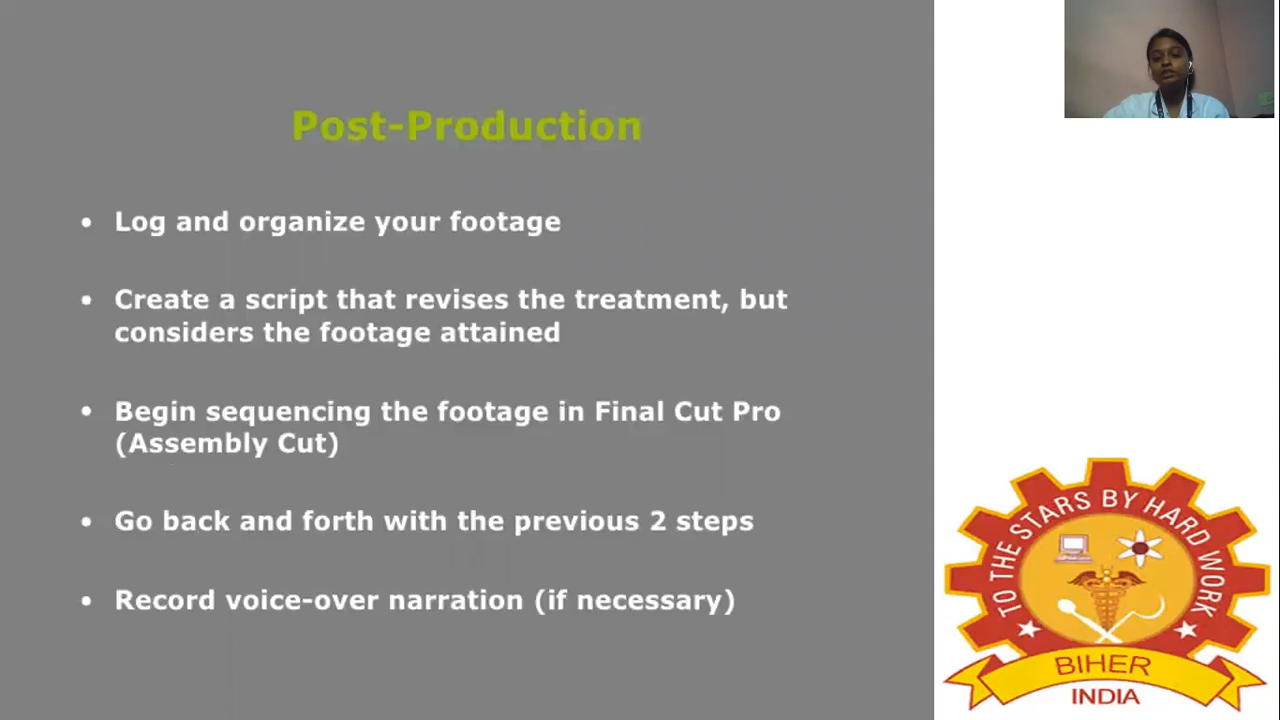 Post-Production
• Log and organize your footage
• Create a script that revises the treatment, but
considers the footage attained
• Begin sequencing the footage in Final Cut Pro
(Assembly Cut)
• Go back and forth with the previous 2 steps
• Record voice-over narration (if necessary)
TO THE STARS BY HARD WORK
BIHER
INDIA